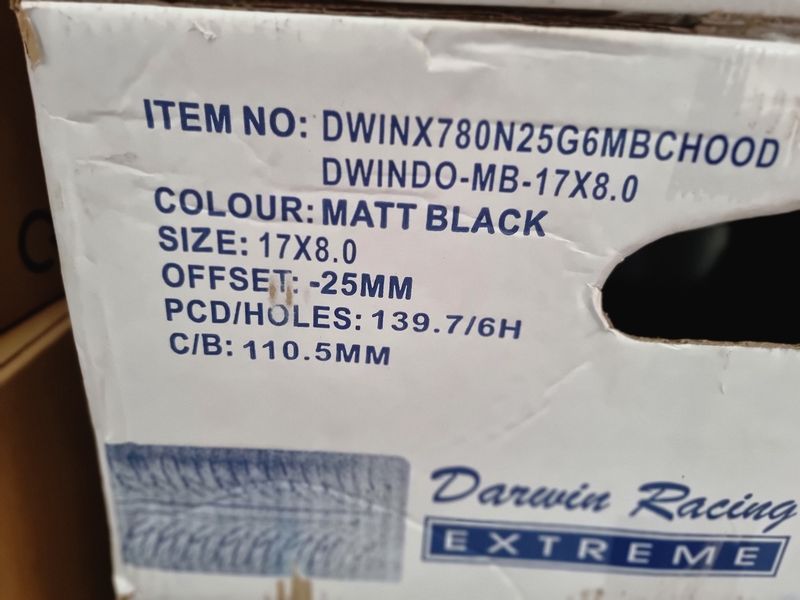 ITEM NO: DWINX780N25G6MBCHOOD
DWINDO-MB-17X8.0
COLOUR: MATT BLACK
SIZE: 17X8.0
OFFSET: -25MM
PCD/HOLES: 139.7/6H
C/B: 110.5MM
Darwin Racing
EXTREME